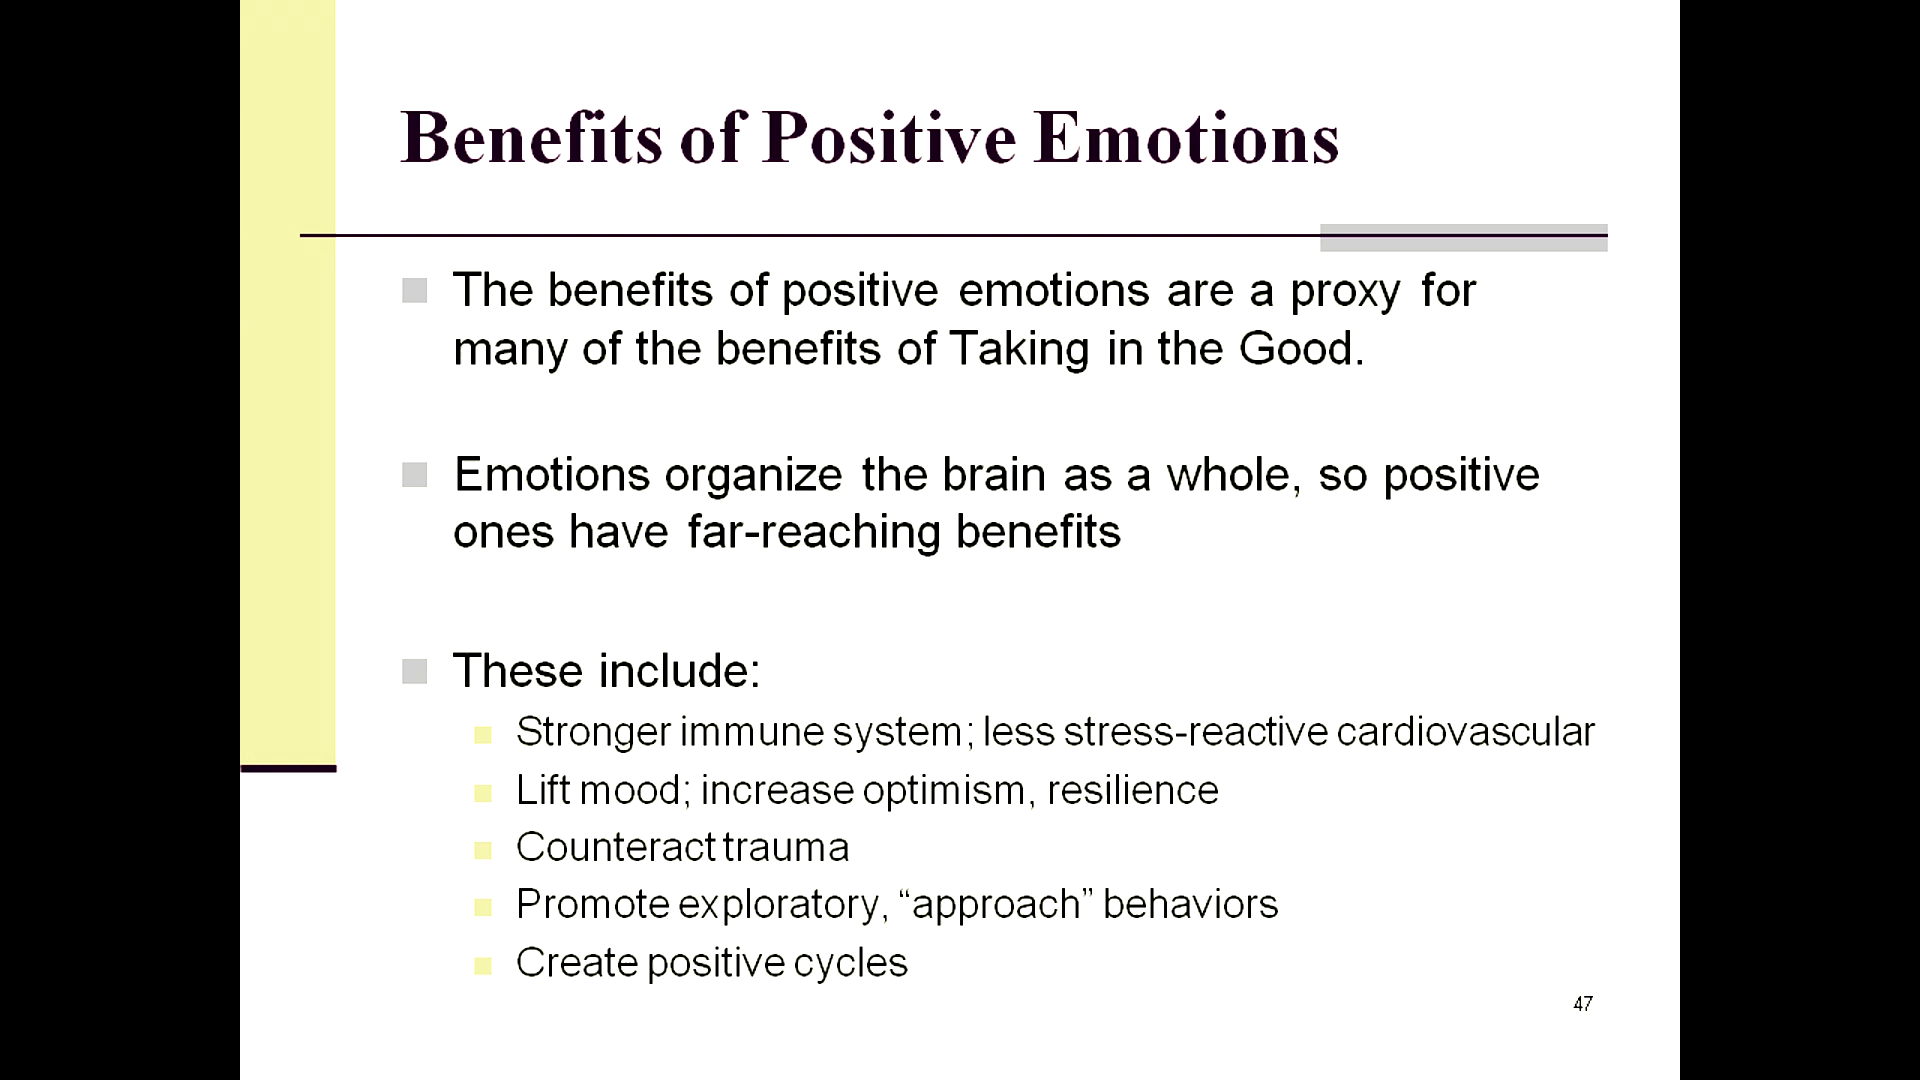 Benefits of Positive Emotions
The benefits of positive emotions are a proxy for
many of the benefits of Taking in the Good.
Emotions organize the brain as a whole, so positive
ones have far-reaching benefits
These include:
Stronger immune system; less stress-reactive cardiovascular
Lift mood; increase optimism, resilience
Counteract trauma
Promote exploratory, “approach” behaviors
Create positive cycles
47